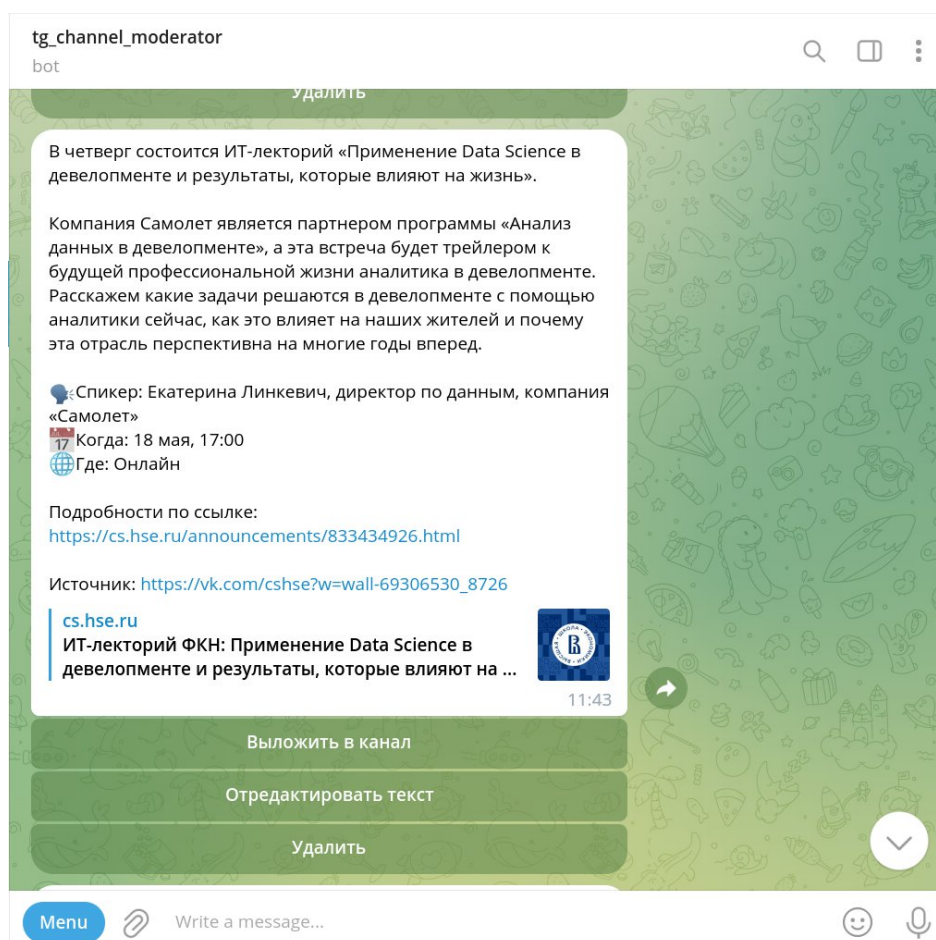 tg_channel_moderator
bot
Удалить
В четверг состоится ИТ-лекторий «Применение Data Science в
девелопменте и результаты, которые влияют на жизнь».
Компания Самолет является партнером программы «Анализ
данных в девелопменте», а эта встреча будет трейлером к
будущей профессиональной жизни аналитика в девелопменте.
Расскажем какие задачи решаются в девелопменте с помощью
аналитики сейчас, как это влияет на наших жителей и почему
эта отрасль перспективна на многие годы вперед.
Спикер: Екатерина Линкевич, директор по данным, компания
«Самолет»
17 Когда: 18 мая, 17:00
Где: Онлайн
Подробности по ссылке:
https://cs.hse.ru/announcements/833434926.html
Источник: https://vk.com/cshse?w=wall-69306530_8726
cs.hse.ru
ИТ-лекторий ФКН: Применение Data Science в
девелопменте и результаты, которые влияют на ...
11:43
Выложить в канал
Отредактировать текст
Удалить
Menu
Write a message...